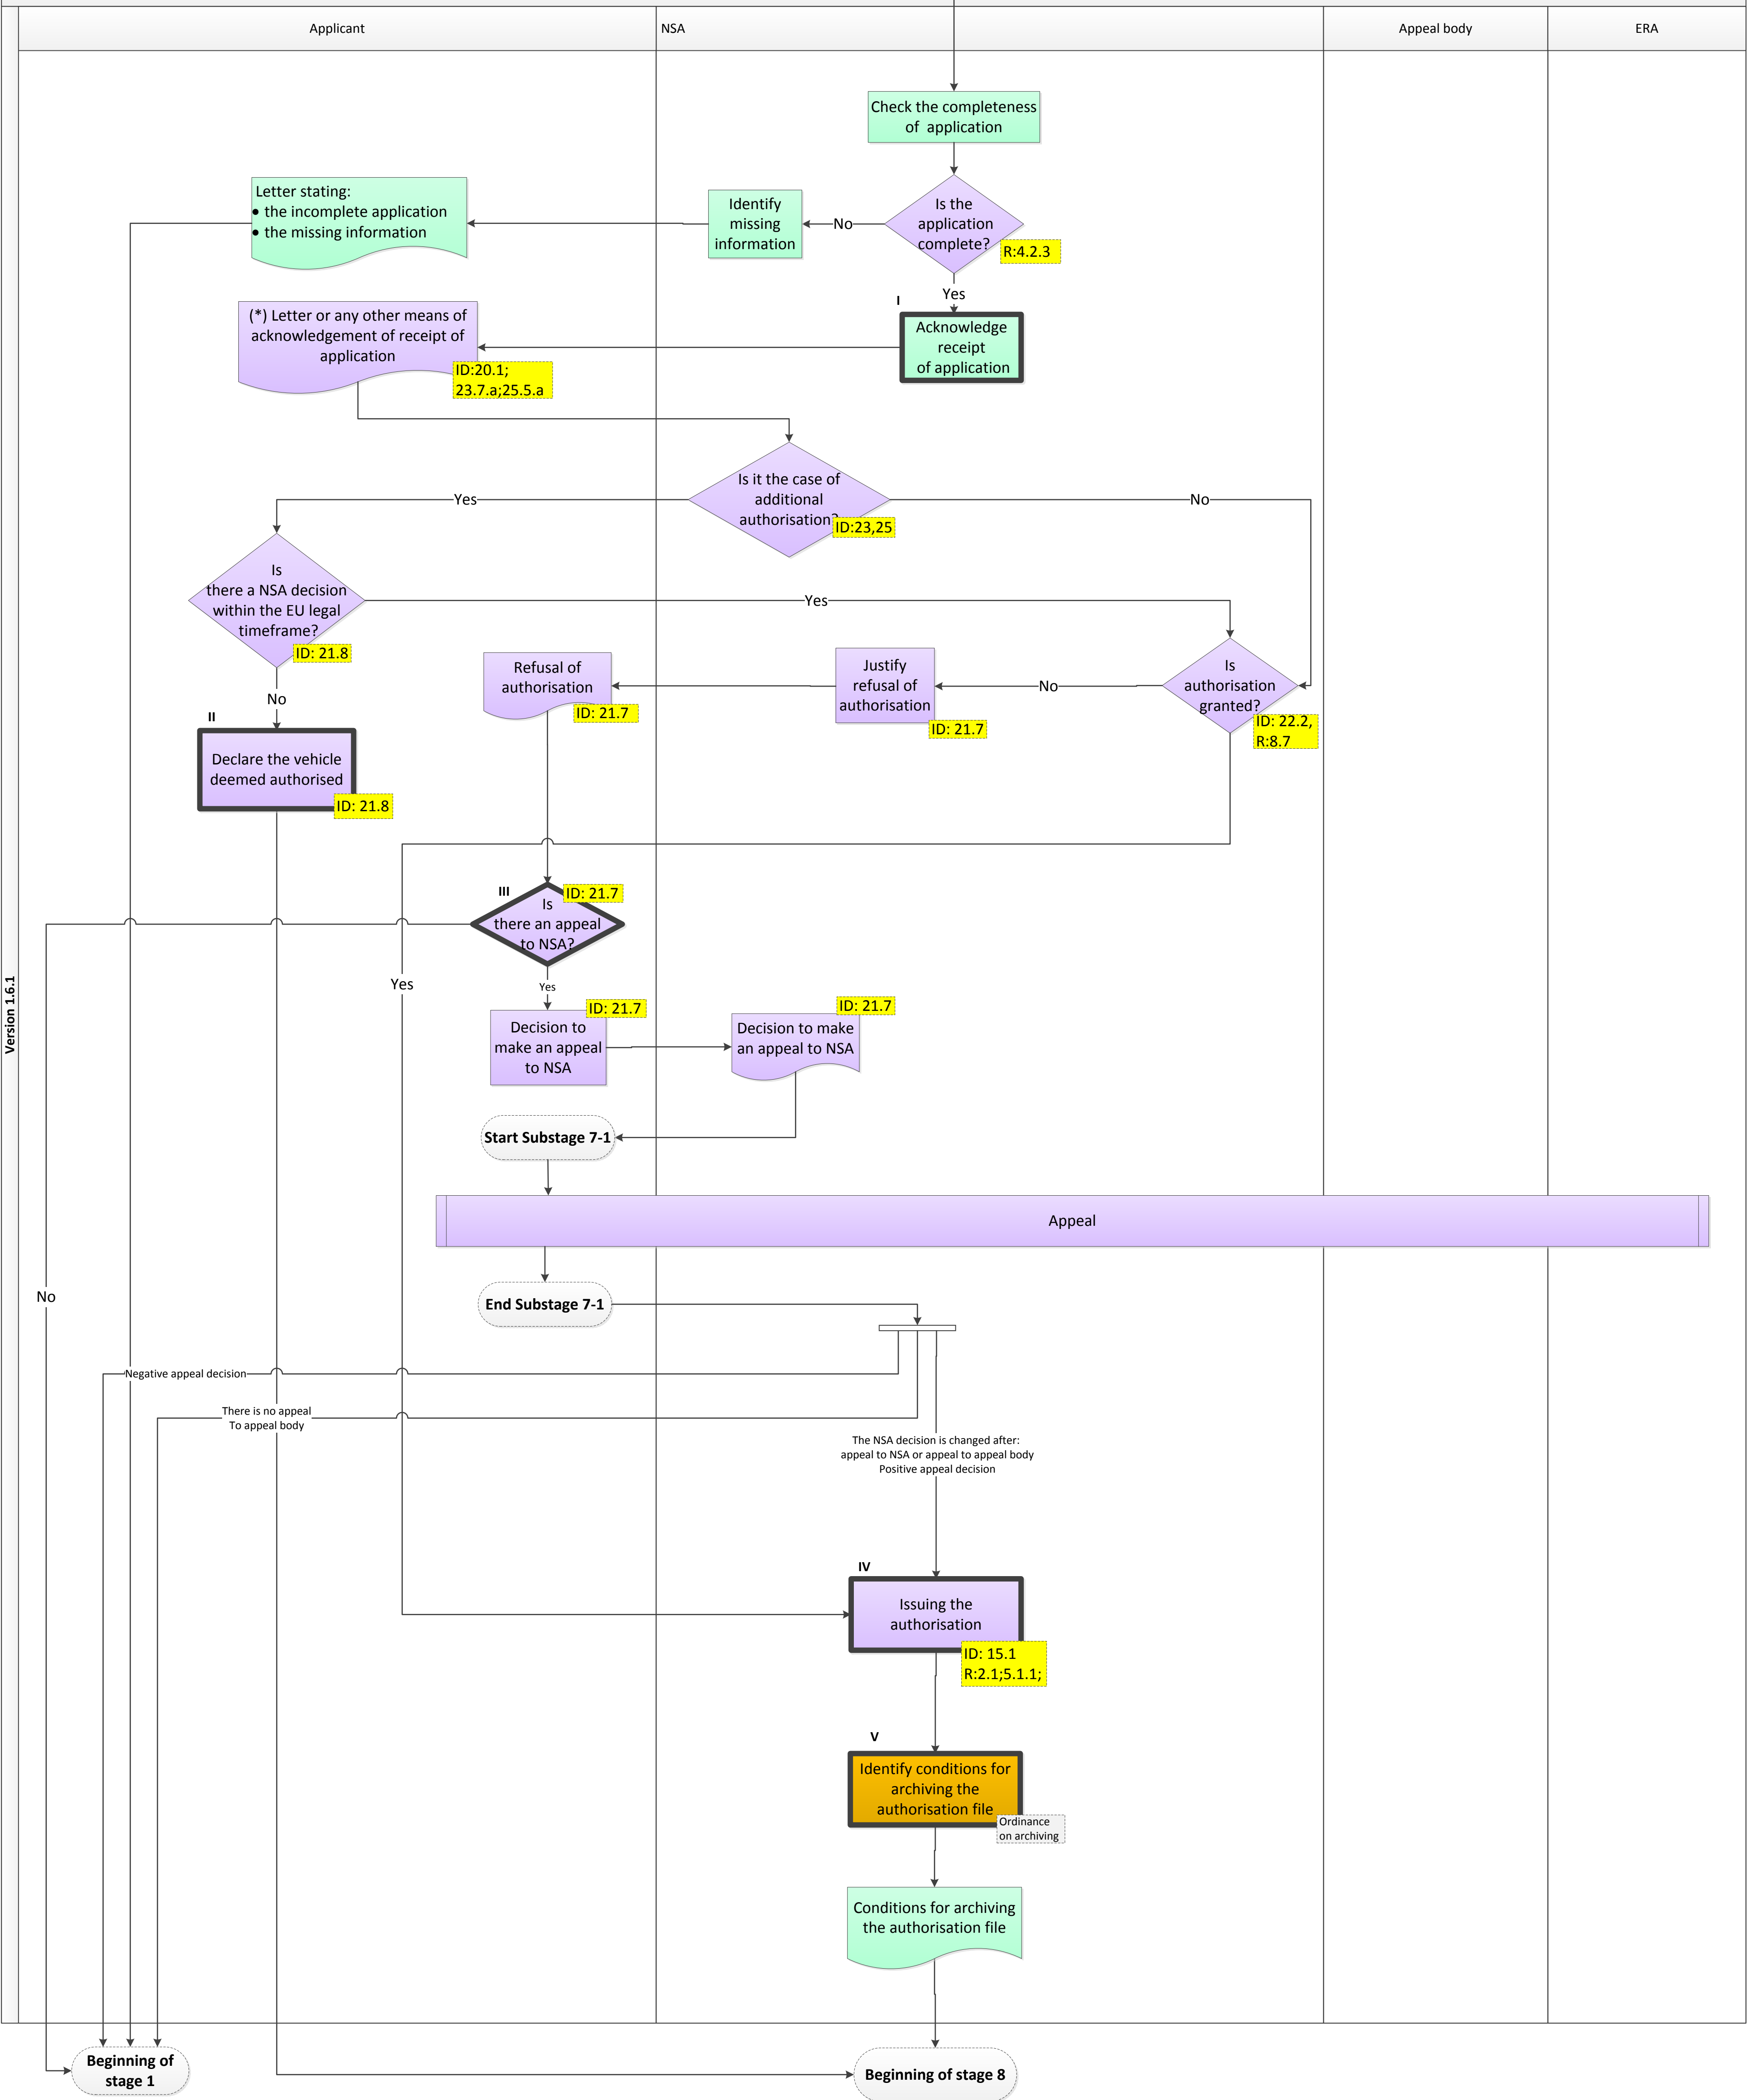 Applicant
NSA
Appeal body
ERA
Check the completeness
of application
Letter stating:
• the incomplete application
• the missing information
Identify
missing
information
No
Is the
application
complete?
R:4.2.3
Yes
I
(*) Letter or any other means of
acknowledgement of receipt of
application
ID:20.1;
23.7.a;25.5.a
Acknowledge
receipt
of application
Is it the case of
additional
authorisation?
ID:23,25
Yes
No
Is
there a NSA decision
within the EU legal
timeframe?
ID: 21.8
Yes
No
Refusal of
authorisation
ID: 21.7
Justify
refusal of
authorisation
ID: 21.7
No
Is
authorisation
granted?
ID: 22.2,
R:8.7
II
Declare the vehicle
deemed authorised
ID: 21.8
III
ID: 21.7
Is
there an appeal
to NSA?
Yes
Yes
Version 1.6.1
ID: 21.7
Decision to
make an appeal
to NSA
ID: 21.7
Decision to make
an appeal to NSA
Start Substage 7-1
Appeal
No
End Substage 7-1
Negative appeal decision
There is no appeal
To appeal body
The NSA decision is changed after:
appeal to NSA or appeal to appeal body
Positive appeal decision
IV
Issuing the
authorisation
ID: 15.1
R:2.1;5.1.1;
V
Identify conditions for
archiving the
authorisation file
Ordinance
on archiving
Conditions for archiving
the authorisation file
Beginning of
stage 1
Beginning of stage 8